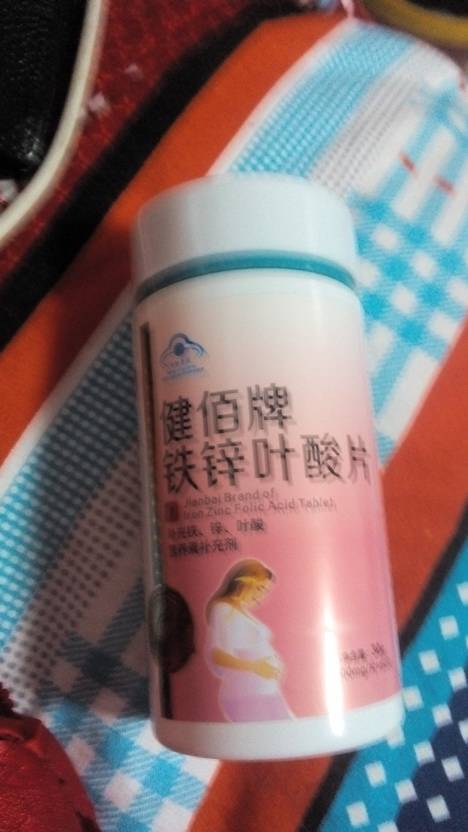 健佰牌
铁锌叶酸片
Jianbai Brand of
Iron Zinc Folic Acid Tablet
补充铁、锌、叶酸
营养素补充剂